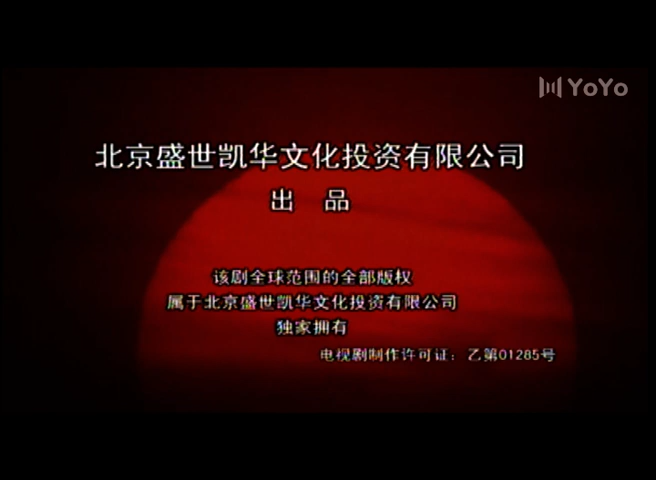 YoYo
北京盛世凯华文化投资有限公司
出 品
该剧全球范围的全部版权
属于北京盛世凯华文化投资有限公司
独家拥有
电视剧制作许可证：乙第01285号